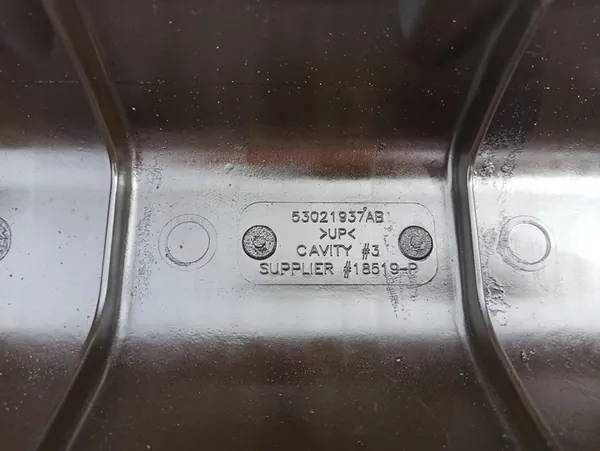 53021937AB
>UP<
CAVITY #3
SUPPLIER #18519-P